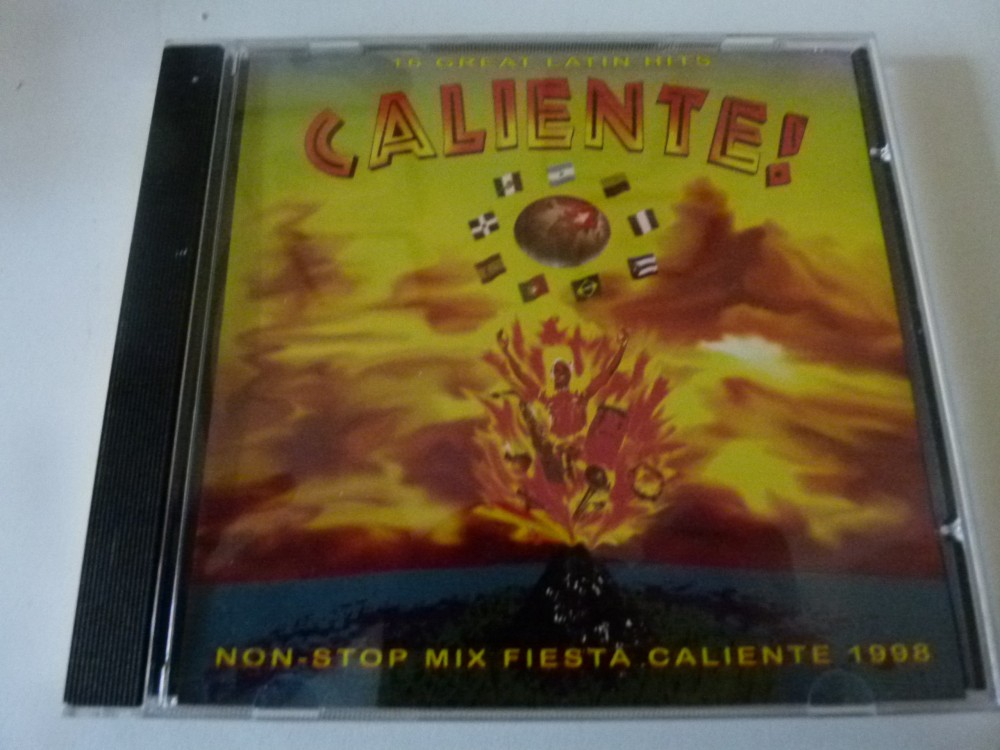 16 GREAT LATIN HITS
CALIENTE!
NON-STOP MIX FIESTA CALIENTE 1998